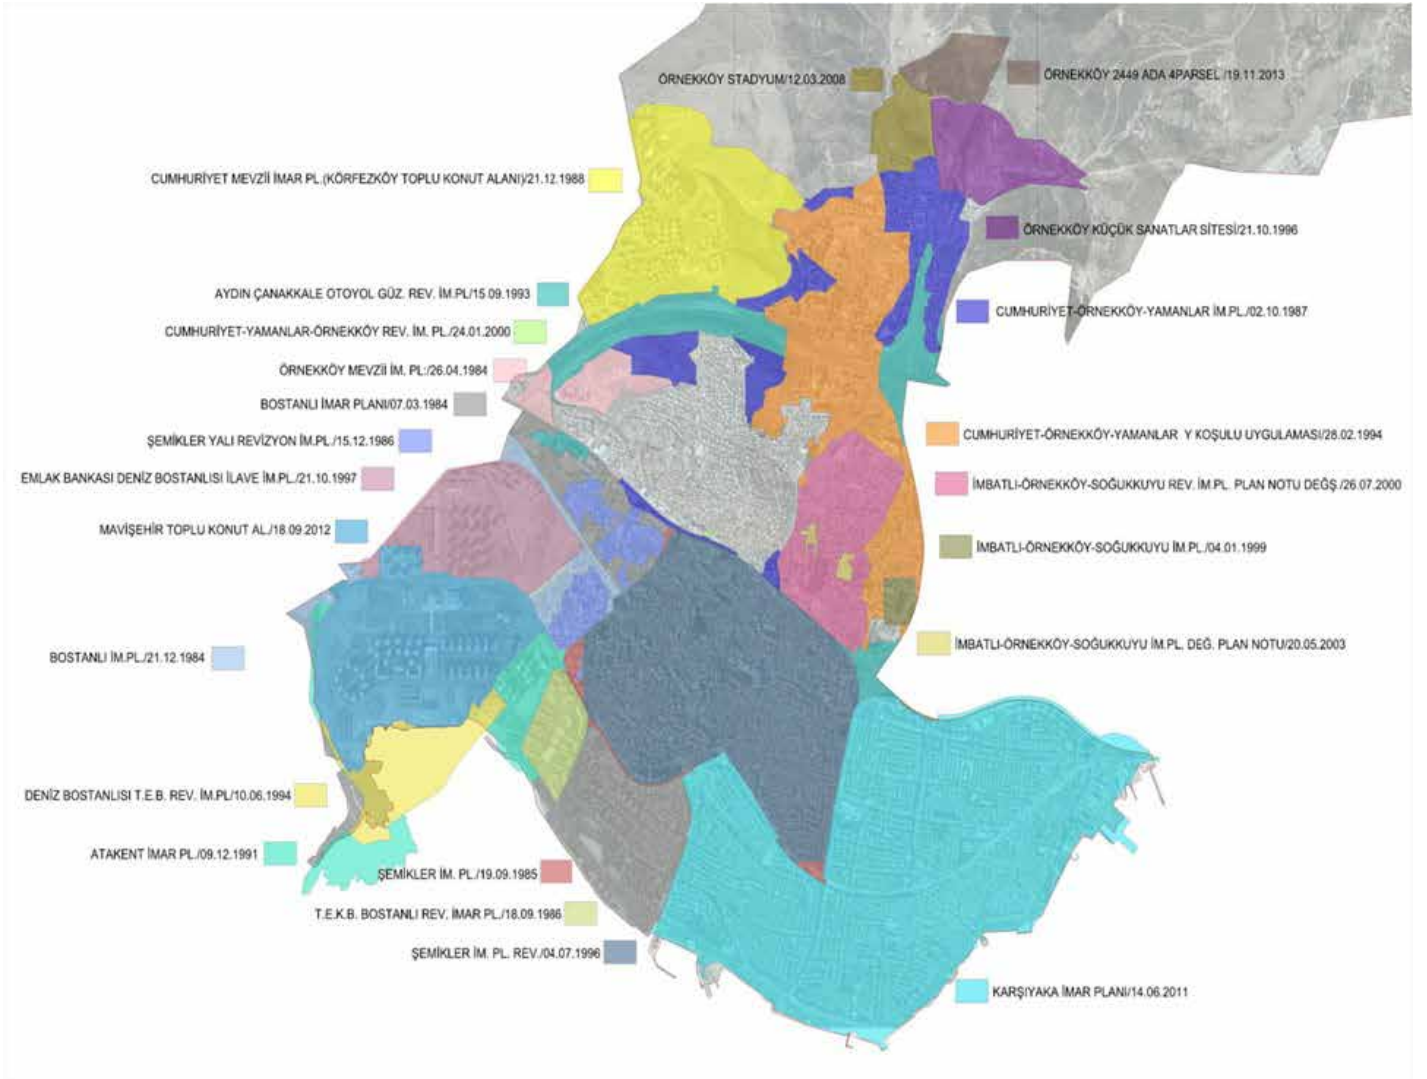 ÖRNEKKÖY STADYUM/12.03.2008
ÖRNEKKÖY 2449 ADA 4PARSEL /19.11.2013
CUMHURİYET MEVZİİ İMAR PL.(KÖRFEZKÖY TOPLU KONUT ALANI)/21.12.1988
ÖRNEKKÖY KÜÇÜK SANATLAR SİTESİ/21.10.1996
AYDIN ÇANAKKALE OTOYOL GÜZ. REV. İM.PL/15.09.1993
CUMHURİYET-ÖRNEKKÖY-YAMANLAR İM.PL./02.10.1987
CUMHURİYET-YAMANLAR-ÖRNEKKÖY REV. İM. PL./24.01.2000
ÖRNEKKÖY MEVZİİ İM. PL:/26.04.1984
BOSTANLI İMAR PLANI/07.03.1984
ŞEMİKLER YALI REVİZYON İM.PL./15.12.1986
CUMHURİYET-ÖRNEKKÖY-YAMANLAR Y KOŞULU UYGULAMASI/28.02.1994
EMLAK BANKASI DENİZ BOSTANLISI İLAVE İM.PL./21.10.1997
İMBATLI-ÖRNEKKÖY-SOĞUKKUYU REV. İM.PL. PLAN NOTU DEĞŞ./26.07.2000
MAVİŞEHİR TOPLU KONUT AL./18.09.2012
İMBATLI-ÖRNEKKÖY-SOĞUKKUYU İM.PL./04.01.1999
İMBATLI-ÖRNEKKÖY-SOĞUKKUYU İM.PL. DEĞ. PLAN NOTU/20.05.2003
BOSTANLI İM.PL./21.12.1984
DENİZ BOSTANLISI T.E.B. REV. İM.PL/10.06.1994
ATAKENT İMAR PL./09.12.1991
ŞEMİKLER İM. PL./19.09.1985
T.E.K.B. BOSTANLI REV. İMAR PL./18.09.1986
ŞEMİKLER İM. PL. REV./04.07.1996
KARŞIYAKA İMAR PLANI/14.06.2011